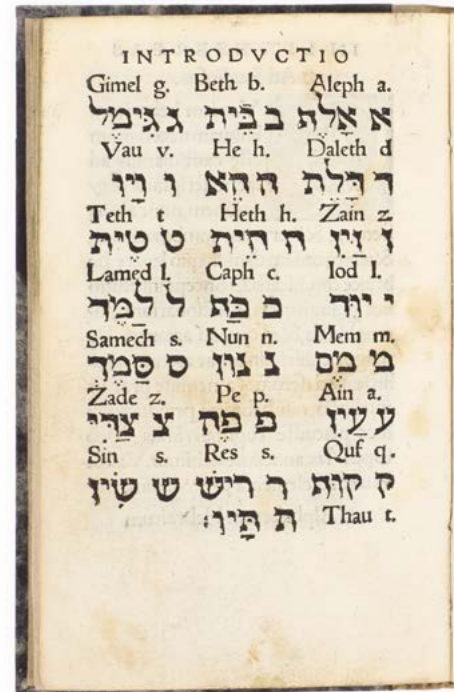 INTRODVCTIO
Gimel g. Beth b. Aleph a.
א אָלֶת ב בֵּית ג גִּימֶל
Vau v. He h. Daleth d
ד דָּלֶת ה הֵא ו וָיו
Teth t Heth h. Zain z.
ז זַיִן ח חֵית ט טֵית
Lamed l. Caph c. Iod I.
י יוֹד כ כַּף ל לָמֶד
Samech s. Nun n. Mem m.
מ מֵם נ נוּן ס סָמֶך
Zade z. Pe p. Ain a.
ע עַיִן פ פֵה צ צָדֵי
Sin s. Res s. Quf q.
ק קוֹף ר רֵישׁ ש שִׂין
ת תָּיו׃ Thau t.